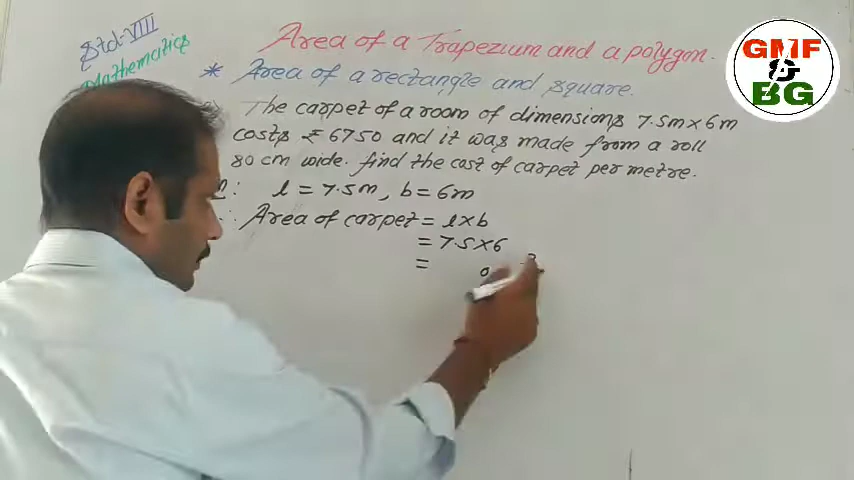 Std-VIII
Mathematics
Area of a Trapezium and a polygon.
* Area of a rectangle and square.
The carpet of a room of dimensions 7.5m x 6m
costs ₹ 6750 and it was made from a roll
80 cm wide. find the cost of carpet per metre.
: l = 7.5m, b = 6m
∴ Area of carpet = l x b
= 7.5 x 6
=
GMF
&
BG